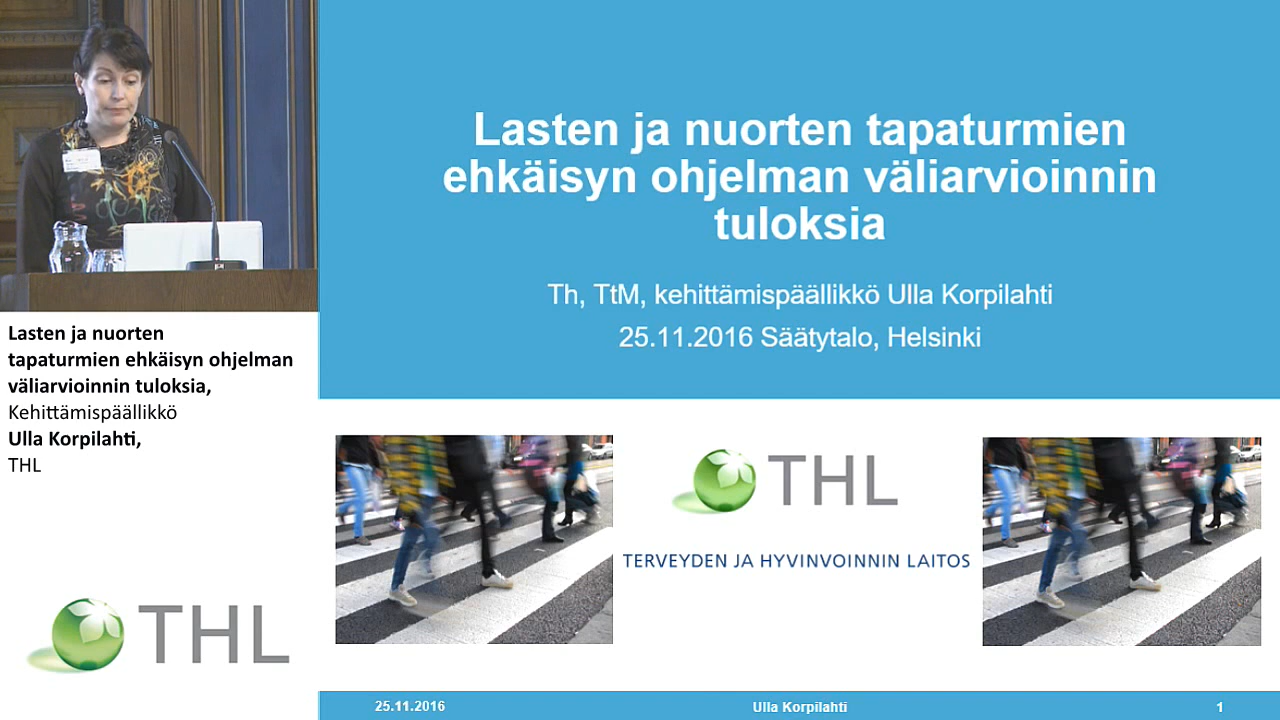 Lasten ja nuorten
tapaturmien ehkäisyn ohjelman
väliarvioinnin tuloksia,
Kehittämispäällikkö
Ulla Korpilahti,
THL
THL
Lasten ja nuorten tapaturmien
ehkäisyn ohjelman väliarvioinnin
tuloksia
Th, TtM, kehittämispäällikkö Ulla Korpilahti
25.11.2016 Säätytalo, Helsinki
THL
TERVEYDEN JA HYVINVOINNIN LAITOS
25.11.2016
Ulla Korpilahti
1